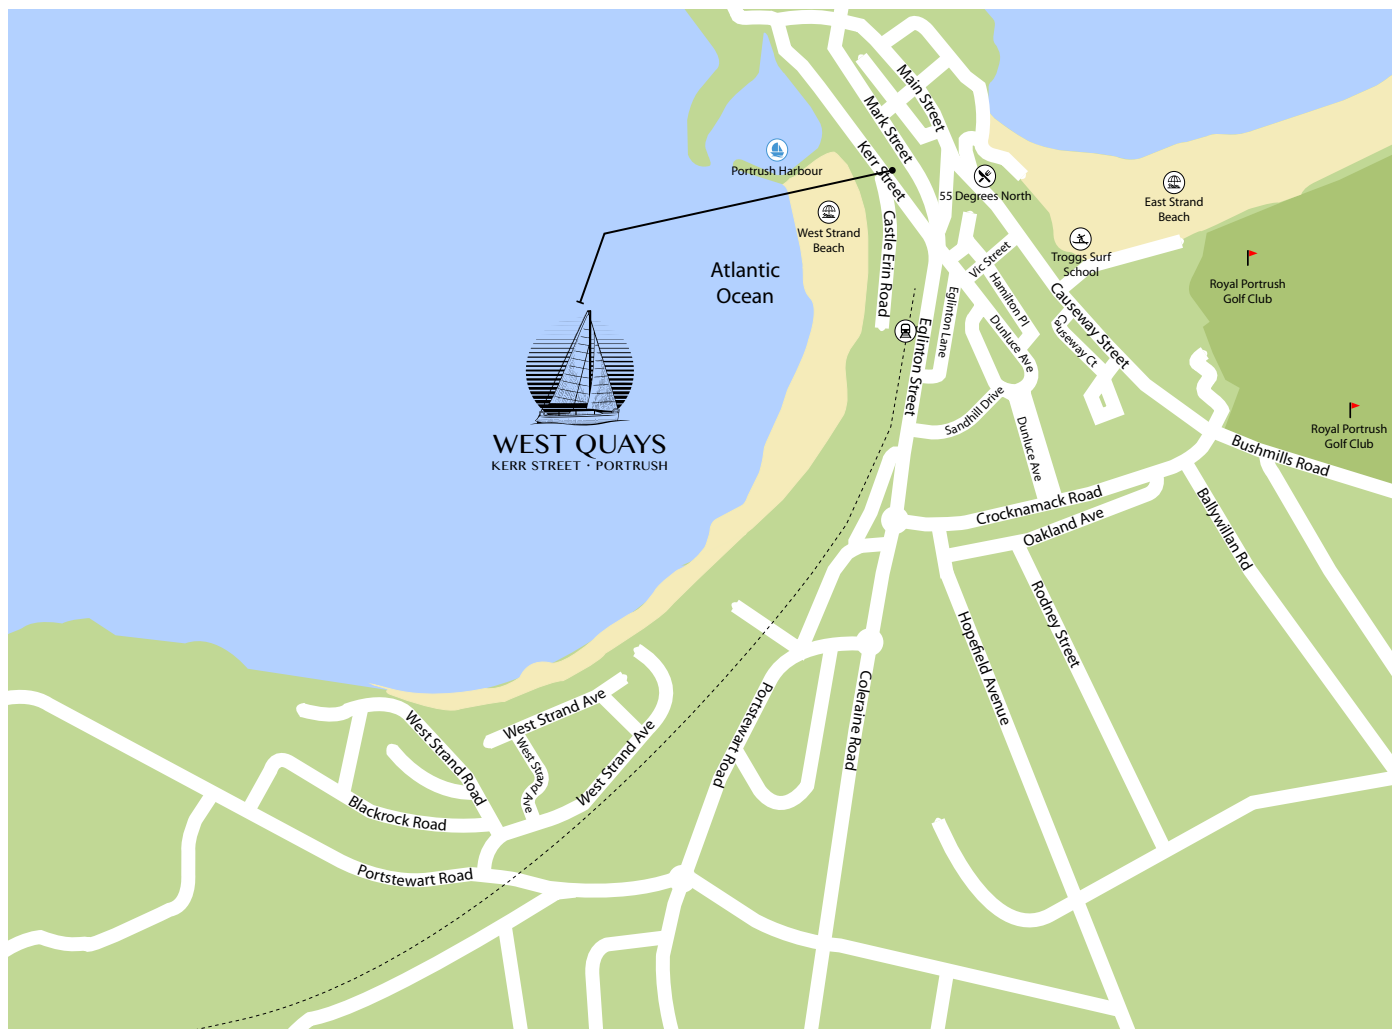 Main Street
Mark Street
Kerr Street
Portrush Harbour
55 Degrees North
East Strand
Beach
West Strand
Beach
Castle Erin Road
Vic Street
Troggs Surf
School
Atlantic
Ocean
Royal Portrush
Golf Club
Hamilton Pl
Eglinton Lane
Eglinton Street
Dunluce Ave
Causeway Street
Causeway Ct
Sandhill Drive
Dunluce Ave
Royal Portrush
Golf Club
Bushmills Road
WEST QUAYS
KERR STREET · PORTRUSH
Crocknamack Road
Oakland Ave
Ballywillan Rd
Rodney Street
Hopefield Avenue
Coleraine Road
Portstewart Road
West Strand Ave
West Strand Road
West Strand Ave
West Strand Ave
Blackrock Road
Portstewart Road